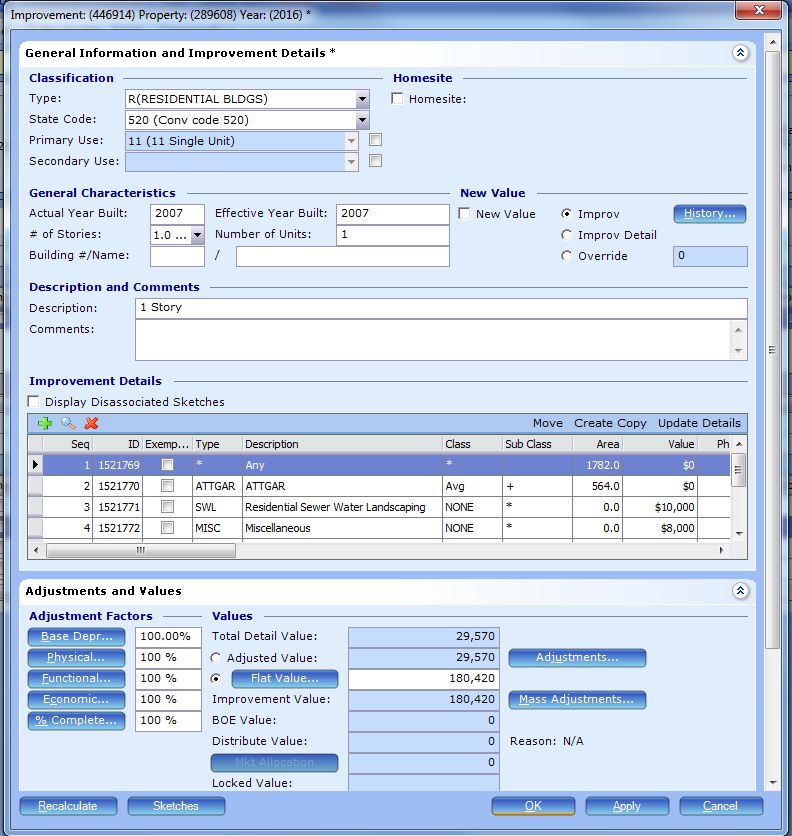 Improvement: (446914) Property: (289608) Year: (2016) *
General Information and Improvement Details *
Classification Homesite
Type: R(RESIDENTIAL BLDGS) Homesite:
State Code: 520 (Conv code 520)
Primary Use: 11 (11 Single Unit)
Secondary Use:
General Characteristics New Value
Actual Year Built: 2007 Effective Year Built: 2007 New Value Improv History...
# of Stories: 1.0 ... Number of Units: 1 Improv Detail
Building #/Name: / Override 0
Description and Comments
Description: 1 Story
Comments:
Improvement Details
Display Disassociated Sketches
Move Create Copy Update Details
Seq ID Exemp... Type Description Class Sub Class Area Value Ph
1 1521769 * Any * 1782.0 $0
2 1521770 ATTGAR ATTGAR Avg + 564.0 $0
3 1521771 SWL Residential Sewer Water Landscaping NONE * 0.0 $10,000
4 1521772 MISC Miscellaneous NONE * 0.0 $8,000
Adjustments and Values
Adjustment Factors Values
Base Depr... 100.00% Total Detail Value: 29,570
Physical... 100 % Adjusted Value: 29,570 Adjustments...
Functional... 100 % Flat Value... 180,420
Economic... 100 % Improvement Value: 180,420 Mass Adjustments...
% Complete... 100 % BOE Value: 0
Distribute Value: 0 Reason: N/A
Mkt Allocation 0
Locked Value:
Recalculate Sketches OK Apply Cancel